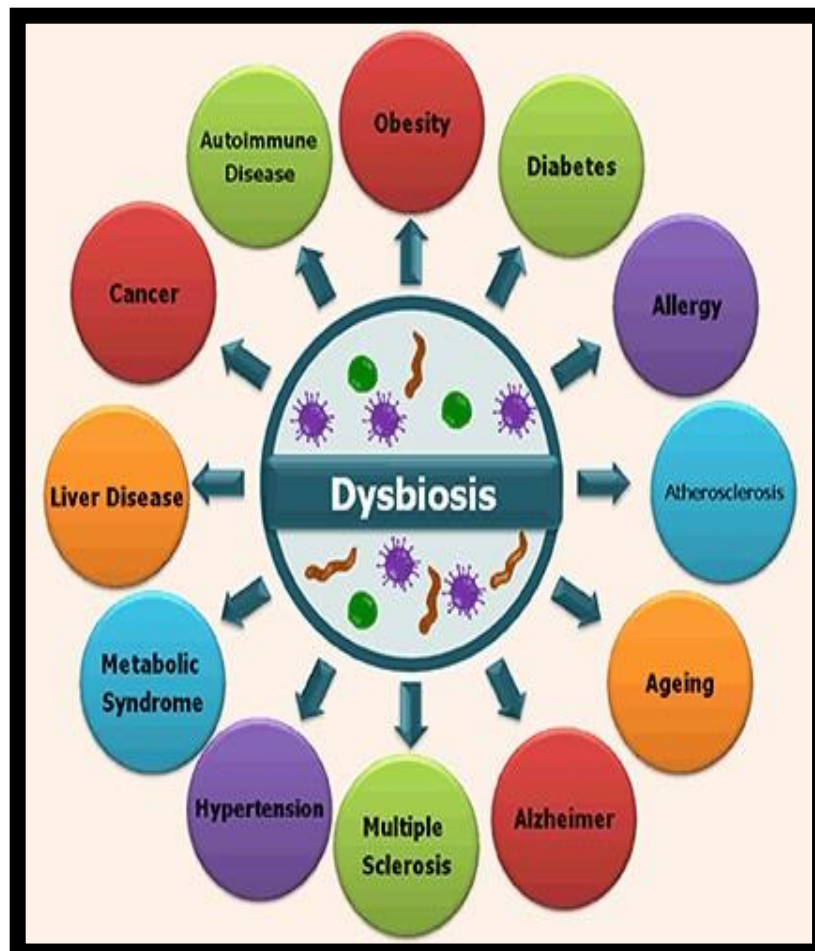 Obesity
Diabetes
Allergy
Atherosclerosis
Ageing
Alzheimer
Multiple
Sclerosis
Hypertension
Metabolic
Syndrome
Liver Disease
Cancer
Autoimmune
Disease
Dysbiosis